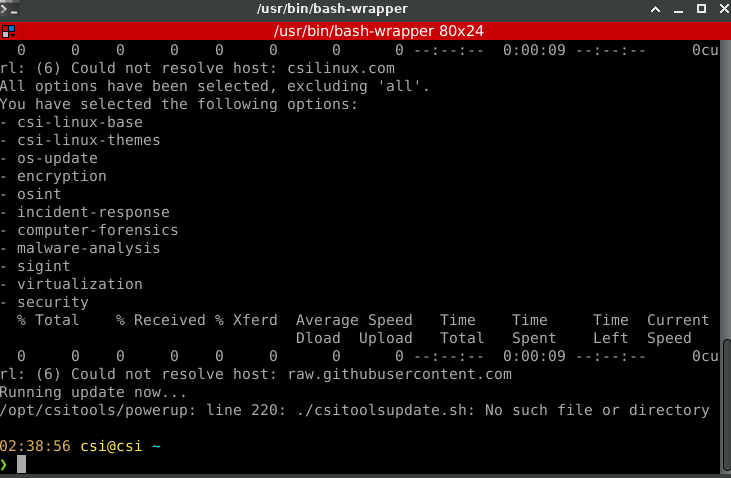 /usr/bin/bash-wrapper
/usr/bin/bash-wrapper 80x24
  0     0    0     0    0     0      0      0 --:--:--  0:00:09 --:--:--     0cu
rl: (6) Could not resolve host: csilinux.com
All options have been selected, excluding 'all'.
You have selected the following options:
- csi-linux-base
- csi-linux-themes
- os-update
- encryption
- osint
- incident-response
- computer-forensics
- malware-analysis
- sigint
- virtualization
- security
  % Total    % Received % Xferd  Average Speed   Time    Time     Time  Current
                                 Dload  Upload   Total   Spent    Left  Speed
  0     0    0     0    0     0      0      0 --:--:--  0:00:09 --:--:--     0cu
rl: (6) Could not resolve host: raw.githubusercontent.com
Running update now...
/opt/csitools/powerup: line 220: ./csitoolsupdate.sh: No such file or directory
02:38:56 csi@csi ~
❯